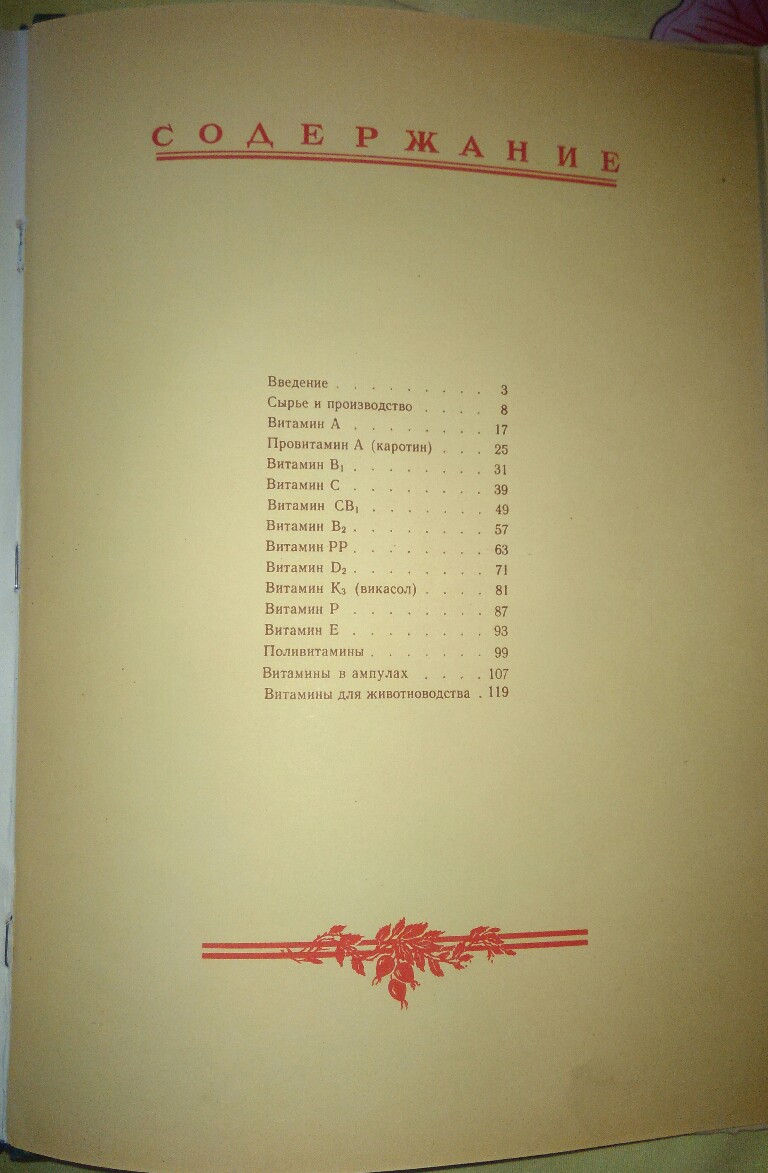 СОДЕРЖАНИЕ
Введение . . . . . . . . . 3
Сырье и производство . . . . 8
Витамин А . . . . . . . . 17
Провитамин А (каротин) . . . 25
Витамин B₁ . . . . . . . . 31
Витамин С . . . . . . . . 39
Витамин СВ₁ . . . . . . . 49
Витамин В₂ . . . . . . . . 57
Витамин РР . . . . . . . . 63
Витамин D₂ . . . . . . . . 71
Витамин К₃ (викасол) . . . . 81
Витамин Р . . . . . . . . 87
Витамин Е . . . . . . . . 93
Поливитамины . . . . . . . 99
Витамины в ампулах . . . . 107
Витамины для животноводства . 119